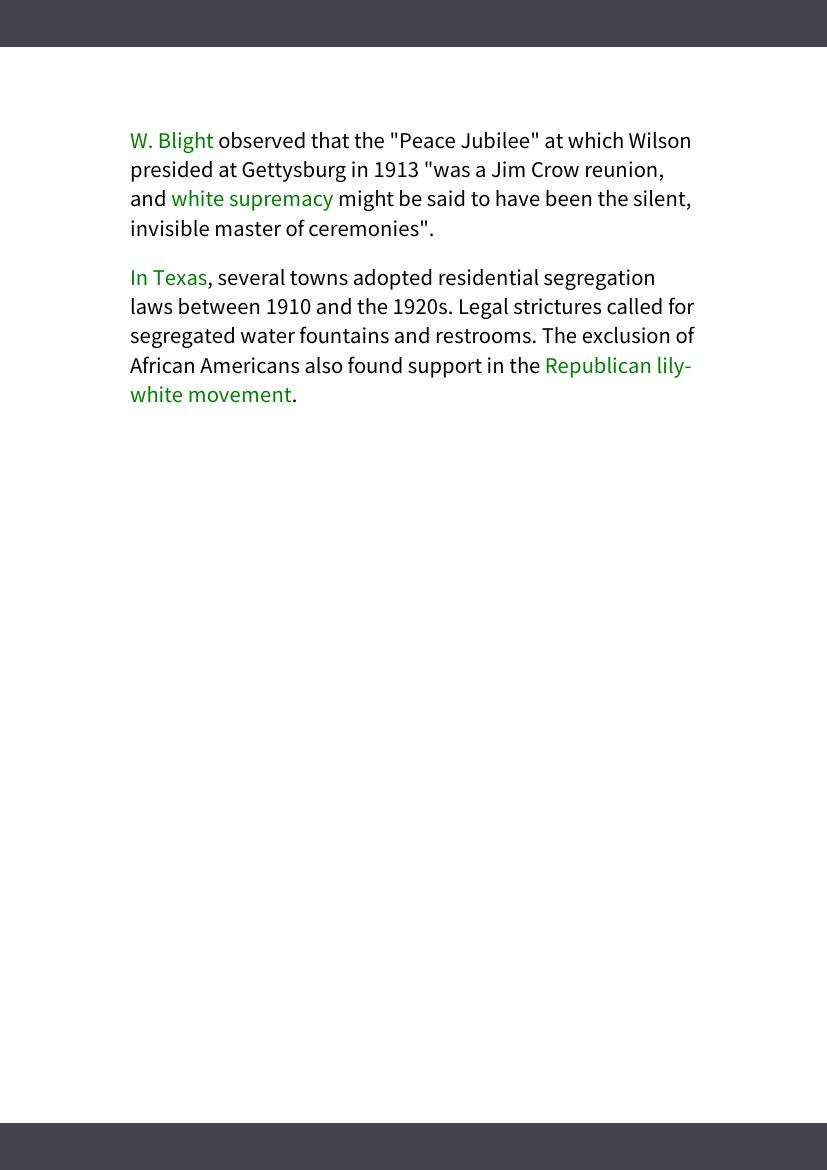 W. Blight observed that the "Peace Jubilee" at which Wilson
presided at Gettysburg in 1913 "was a Jim Crow reunion,
and white supremacy might be said to have been the silent,
invisible master of ceremonies".
In Texas, several towns adopted residential segregation
laws between 1910 and the 1920s. Legal strictures called for
segregated water fountains and restrooms. The exclusion of
African Americans also found support in the Republican lily-
white movement.